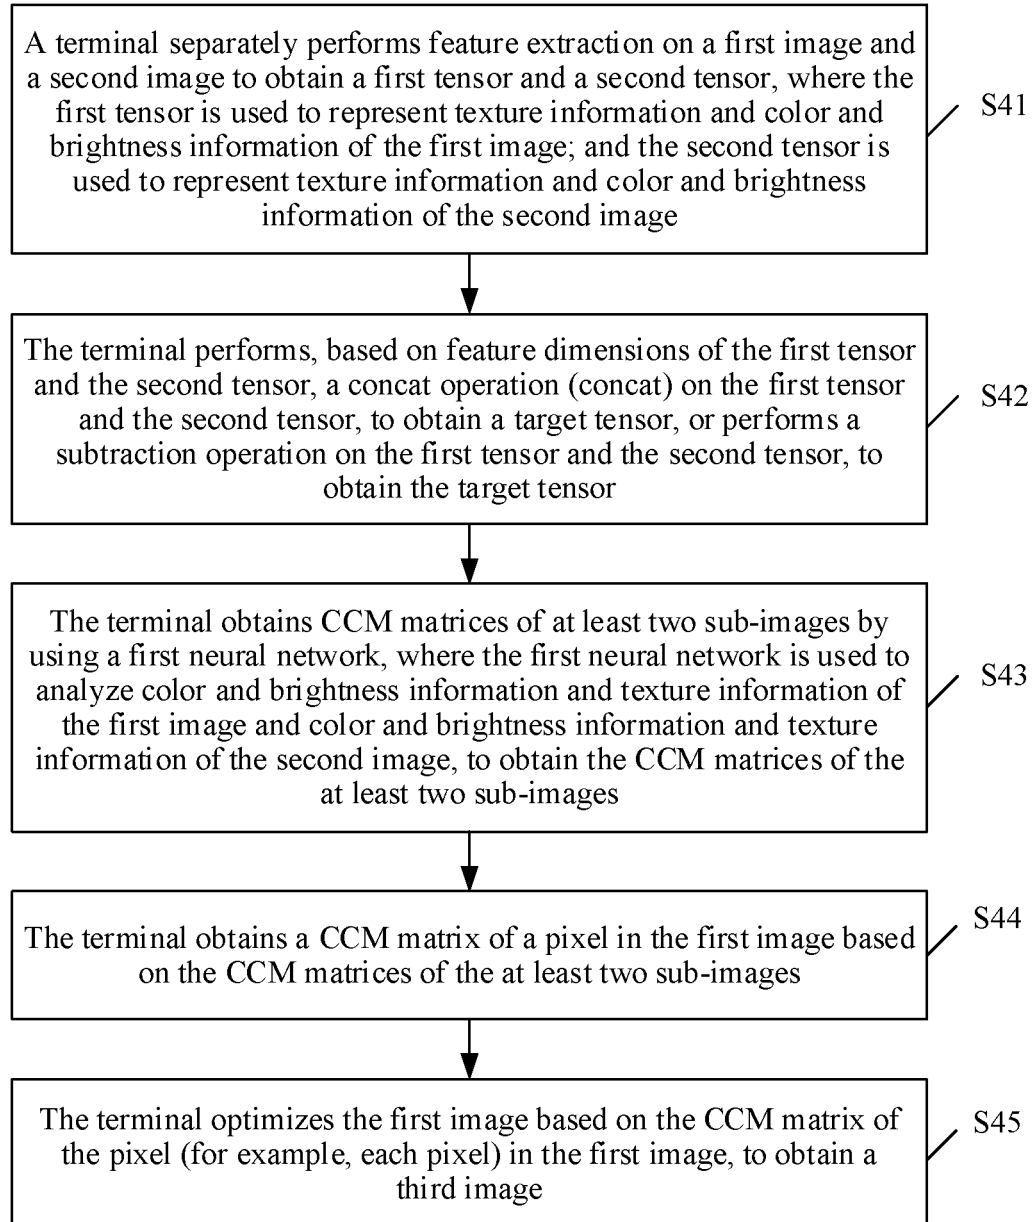 A terminal separately performs feature extraction on a first image and
a second image to obtain a first tensor and a second tensor, where the
first tensor is used to represent texture information and color and
brightness information of the first image; and the second tensor is
used to represent texture information and color and brightness
information of the second image
S41
The terminal performs, based on feature dimensions of the first tensor
and the second tensor, a concat operation (concat) on the first tensor
and the second tensor, to obtain a target tensor, or performs a
subtraction operation on the first tensor and the second tensor, to
obtain the target tensor
S42
The terminal obtains CCM matrices of at least two sub-images by
using a first neural network, where the first neural network is used to
analyze color and brightness information and texture information of
the first image and color and brightness information and texture
information of the second image, to obtain the CCM matrices of the
at least two sub-images
S43
The terminal obtains a CCM matrix of a pixel in the first image based
on the CCM matrices of the at least two sub-images
S44
The terminal optimizes the first image based on the CCM matrix of
the pixel (for example, each pixel) in the first image, to obtain a
third image
S45